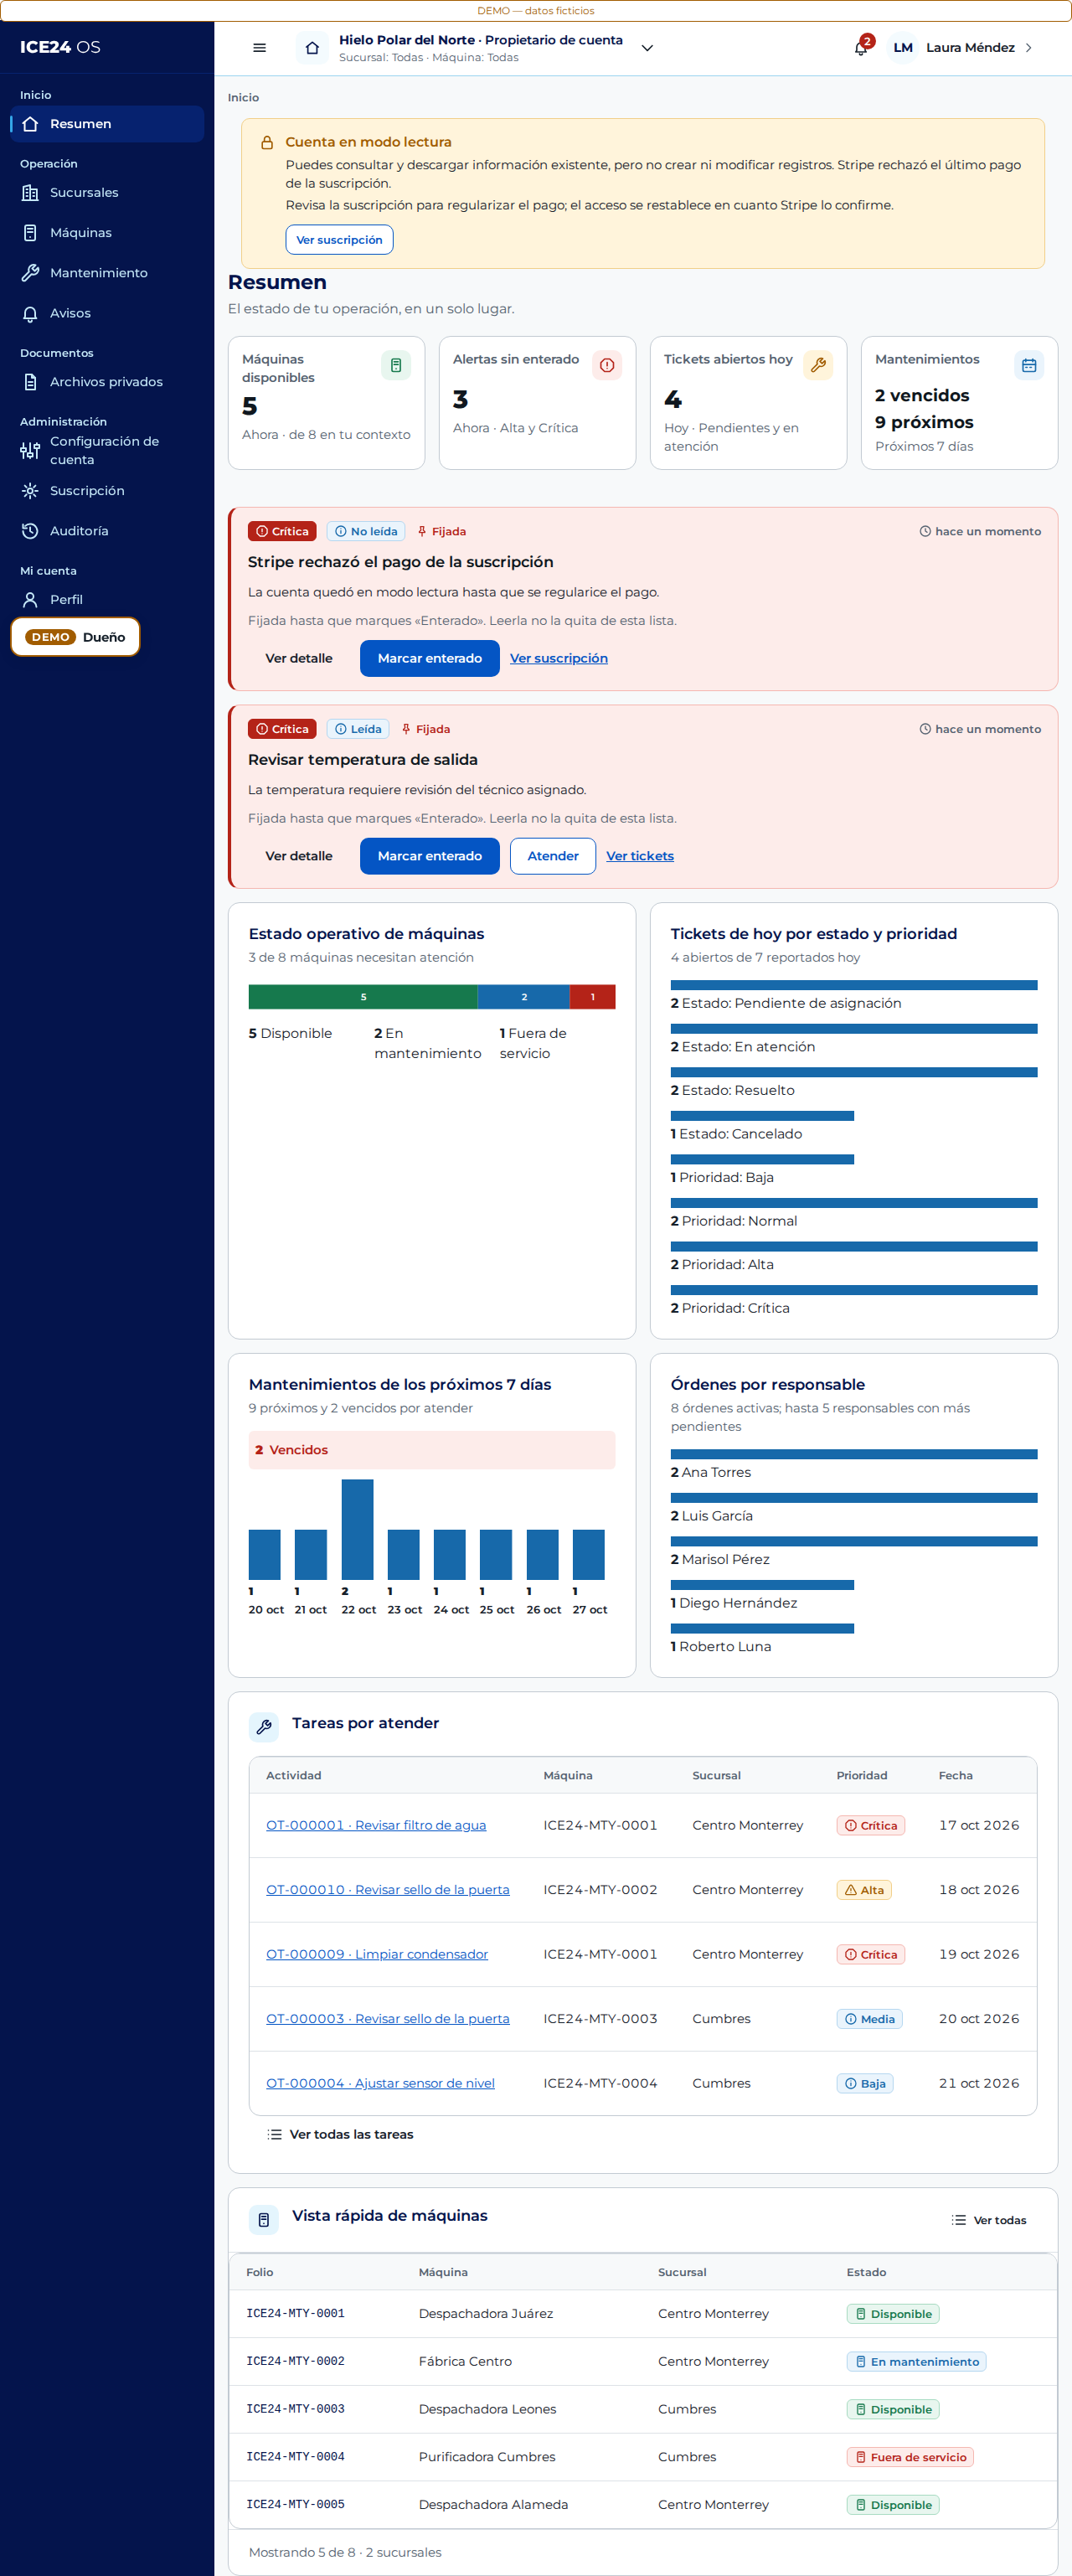 DEMO — datos ficticios
ICE24 OS
Inicio
Resumen
Operación
Sucursales
Máquinas
Mantenimiento
Avisos
Documentos
Archivos privados
Administración
Configuración de
cuenta
Suscripción
Auditoría
Mi cuenta
Perfil
DEMO Dueño
Hielo Polar del Norte · Propietario de cuenta
Sucursal: Todas · Máquina: Todas
2
LM Laura Méndez
Inicio
Cuenta en modo lectura
Puedes consultar y descargar información existente, pero no crear ni modificar registros. Stripe rechazó el último pago
de la suscripción.
Revisa la suscripción para regularizar el pago; el acceso se restablece en cuanto Stripe lo confirme.
Ver suscripción
Resumen
El estado de tu operación, en un solo lugar.
Máquinas
disponibles
5
Ahora · de 8 en tu contexto
Alertas sin enterado
3
Ahora · Alta y Crítica
Tickets abiertos hoy
4
Hoy · Pendientes y en
atención
Mantenimientos
2 vencidos
9 próximos
Próximos 7 días
Crítica No leída Fijada hace un momento
Stripe rechazó el pago de la suscripción
La cuenta quedó en modo lectura hasta que se regularice el pago.
Fijada hasta que marques «Enterado». Leerla no la quita de esta lista.
Ver detalle Marcar enterado Ver suscripción
Crítica Leída Fijada hace un momento
Revisar temperatura de salida
La temperatura requiere revisión del técnico asignado.
Fijada hasta que marques «Enterado». Leerla no la quita de esta lista.
Ver detalle Marcar enterado Atender Ver tickets
Estado operativo de máquinas
3 de 8 máquinas necesitan atención
5 2 1
5 Disponible
2 En
mantenimiento
1 Fuera de
servicio
Tickets de hoy por estado y prioridad
4 abiertos de 7 reportados hoy
2 Estado: Pendiente de asignación
2 Estado: En atención
2 Estado: Resuelto
1 Estado: Cancelado
1 Prioridad: Baja
2 Prioridad: Normal
2 Prioridad: Alta
2 Prioridad: Crítica
Mantenimientos de los próximos 7 días
9 próximos y 2 vencidos por atender
2 Vencidos
1 1 2 1 1 1 1 1
20 oct 21 oct 22 oct 23 oct 24 oct 25 oct 26 oct 27 oct
Órdenes por responsable
8 órdenes activas; hasta 5 responsables con más
pendientes
2 Ana Torres
2 Luis García
2 Marisol Pérez
1 Diego Hernández
1 Roberto Luna
Tareas por atender
Actividad Máquina Sucursal Prioridad Fecha
OT-000001 · Revisar filtro de agua ICE24-MTY-0001 Centro Monterrey Crítica 17 oct 2026
OT-000010 · Revisar sello de la puerta ICE24-MTY-0002 Centro Monterrey Alta 18 oct 2026
OT-000009 · Limpiar condensador ICE24-MTY-0001 Centro Monterrey Crítica 19 oct 2026
OT-000003 · Revisar sello de la puerta ICE24-MTY-0003 Cumbres Media 20 oct 2026
OT-000004 · Ajustar sensor de nivel ICE24-MTY-0004 Cumbres Baja 21 oct 2026
Ver todas las tareas
Vista rápida de máquinas Ver todas
Folio Máquina Sucursal Estado
ICE24-MTY-0001 Despachadora Juárez Centro Monterrey Disponible
ICE24-MTY-0002 Fábrica Centro Centro Monterrey En mantenimiento
ICE24-MTY-0003 Despachadora Leones Cumbres Disponible
ICE24-MTY-0004 Purificadora Cumbres Cumbres Fuera de servicio
ICE24-MTY-0005 Despachadora Alameda Centro Monterrey Disponible
Mostrando 5 de 8 · 2 sucursales